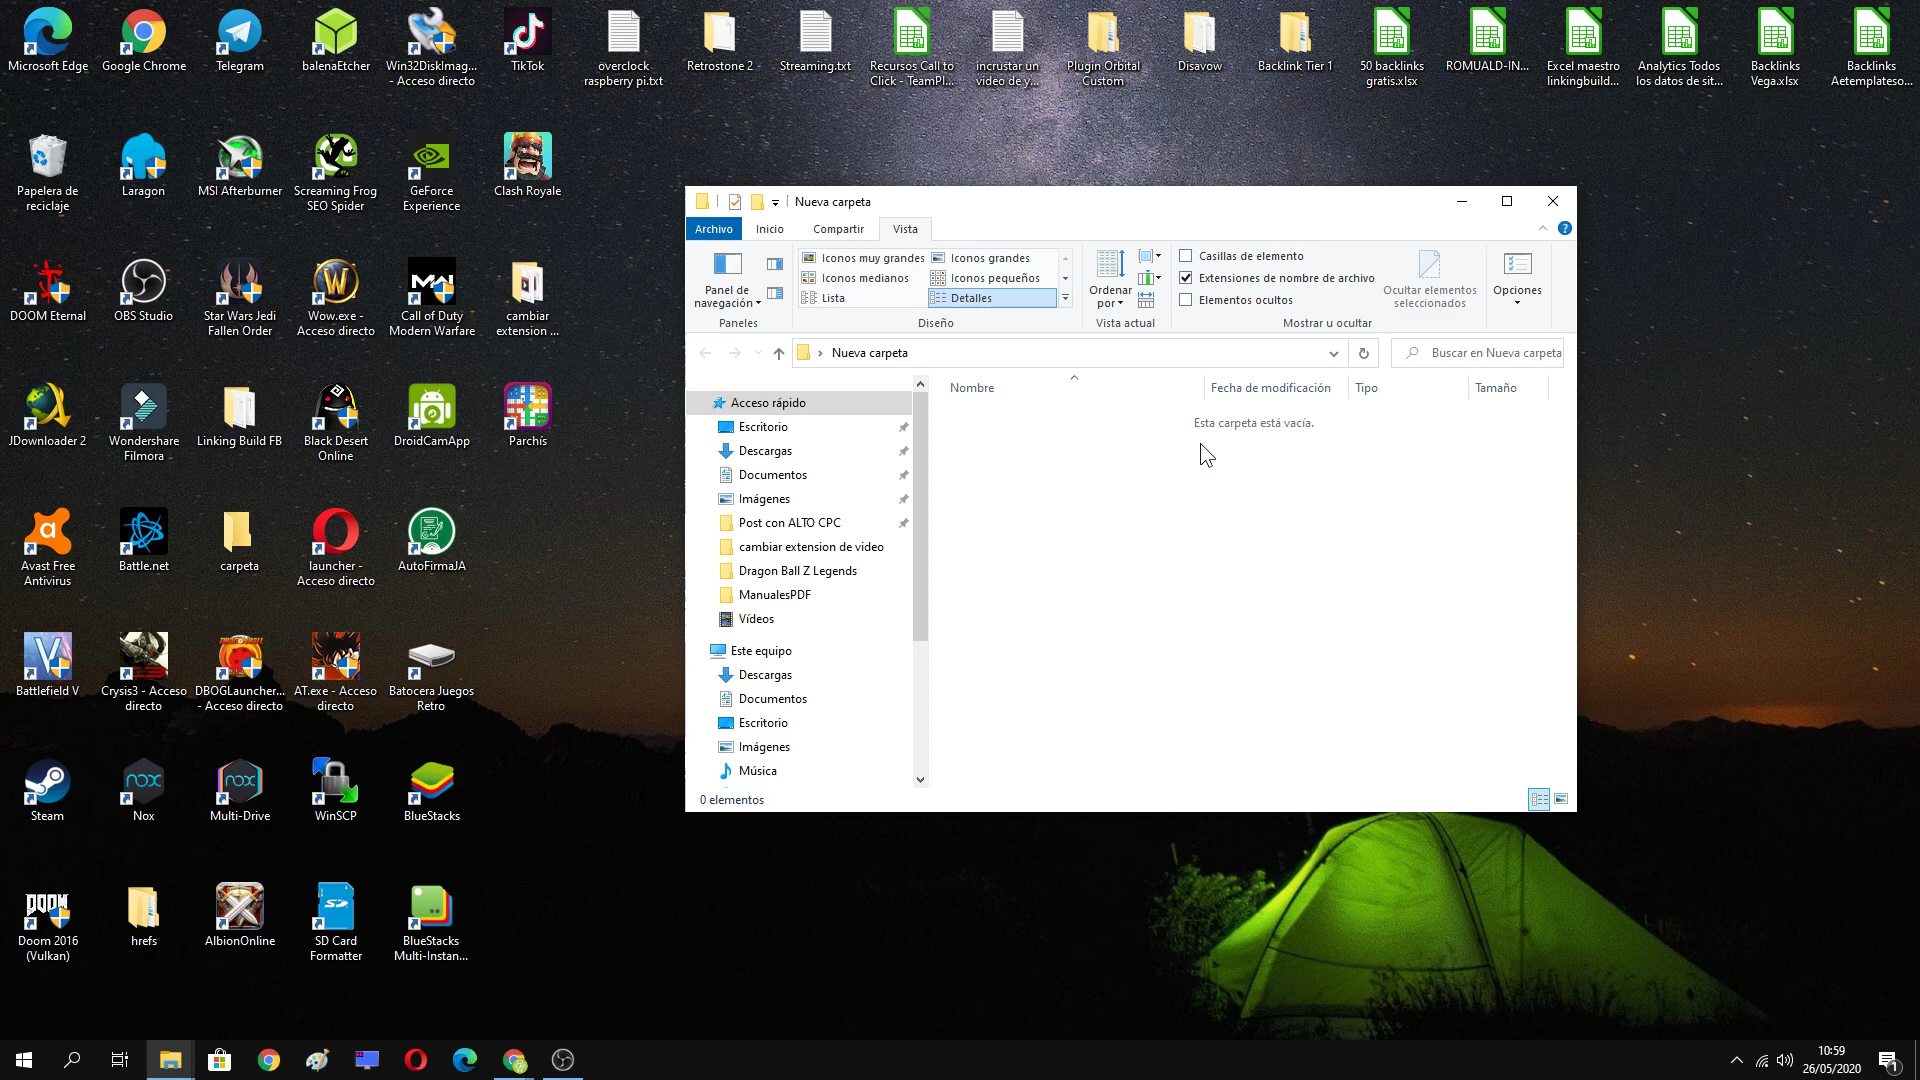 Microsoft Edge
Google Chrome
Telegram
balenaEtcher
Win32DiskImag...
- Acceso directo
TikTok
overclock
raspberry pi.txt
Retrostone 2
Streaming.txt
Recursos Call to
Click - TeamPl...
incrustar un
video de y...
Plugin Orbital
Custom
Disavow
Backlink Tier 1
50 backlinks
gratis.xlsx
ROMUALD-IN...
Excel maestro
linkingbuild...
Analytics Todos
los datos de sit...
Backlinks
Vega.xlsx
Backlinks
Aetemplateso...
Papelera de
reciclaje
Laragon
MSI Afterburner
Screaming Frog
SEO Spider
GeForce
Experience
Clash Royale
DOOM Eternal
OBS Studio
Star Wars Jedi
Fallen Order
Wow.exe -
Acceso directo
Call of Duty
Modern Warfare
cambiar
extension ...
JDownloader 2
Wondershare
Filmora
Linking Build FB
Black Desert
Online
DroidCamApp
Parchís
Avast Free
Antivirus
Battle.net
carpeta
launcher -
Acceso directo
AutoFirmaJA
Battlefield V
Crysis3 - Acceso
directo
DBOGLauncher...
- Acceso directo
AT.exe - Acceso
directo
Batocera Juegos
Retro
Steam
nox
Nox
nox
Multi-Drive
WinSCP
BlueStacks
DOOM
Doom 2016
(Vulkan)
hrefs
AlbionOnline
SD Card
Formatter
BlueStacks
Multi-Instan...
Nueva carpeta
Archivo
Inicio
Compartir
Vista
Panel de
navegación
Paneles
Iconos muy grandes
Iconos grandes
Iconos medianos
Iconos pequeños
Lista
Detalles
Diseño
Ordenar
por
Vista actual
Casillas de elemento
Extensiones de nombre de archivo
Elementos ocultos
Ocultar elementos
seleccionados
Mostrar u ocultar
Opciones
Nueva carpeta
Buscar en Nueva carpeta
Nombre
Fecha de modificación
Tipo
Tamaño
Esta carpeta está vacía.
Acceso rápido
Escritorio
Descargas
Documentos
Imágenes
Post con ALTO CPC
cambiar extension de video
Dragon Ball Z Legends
ManualesPDF
Vídeos
Este equipo
Descargas
Documentos
Escritorio
Imágenes
Música
0 elementos
10:59
26/05/2020
1